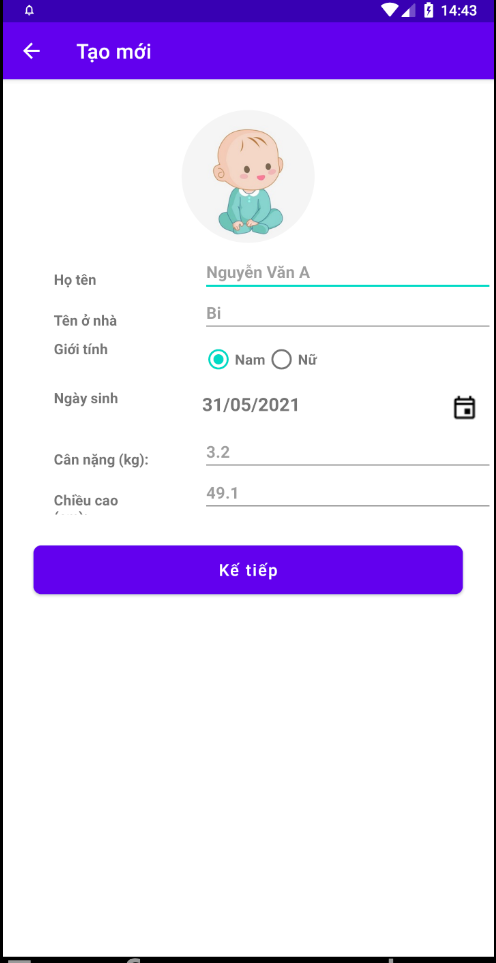 14:43
Tạo mới
Họ tên Nguyễn Văn A
Tên ở nhà Bi
Giới tính Nam Nữ
Ngày sinh 31/05/2021
Cân nặng (kg): 3.2
Chiều cao 49.1
Kế tiếp